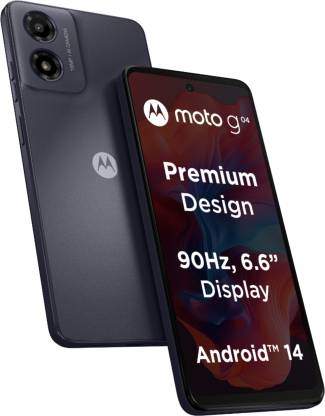 moto g04
Premium
Design
90Hz, 6.6”
Display
Android™ 14